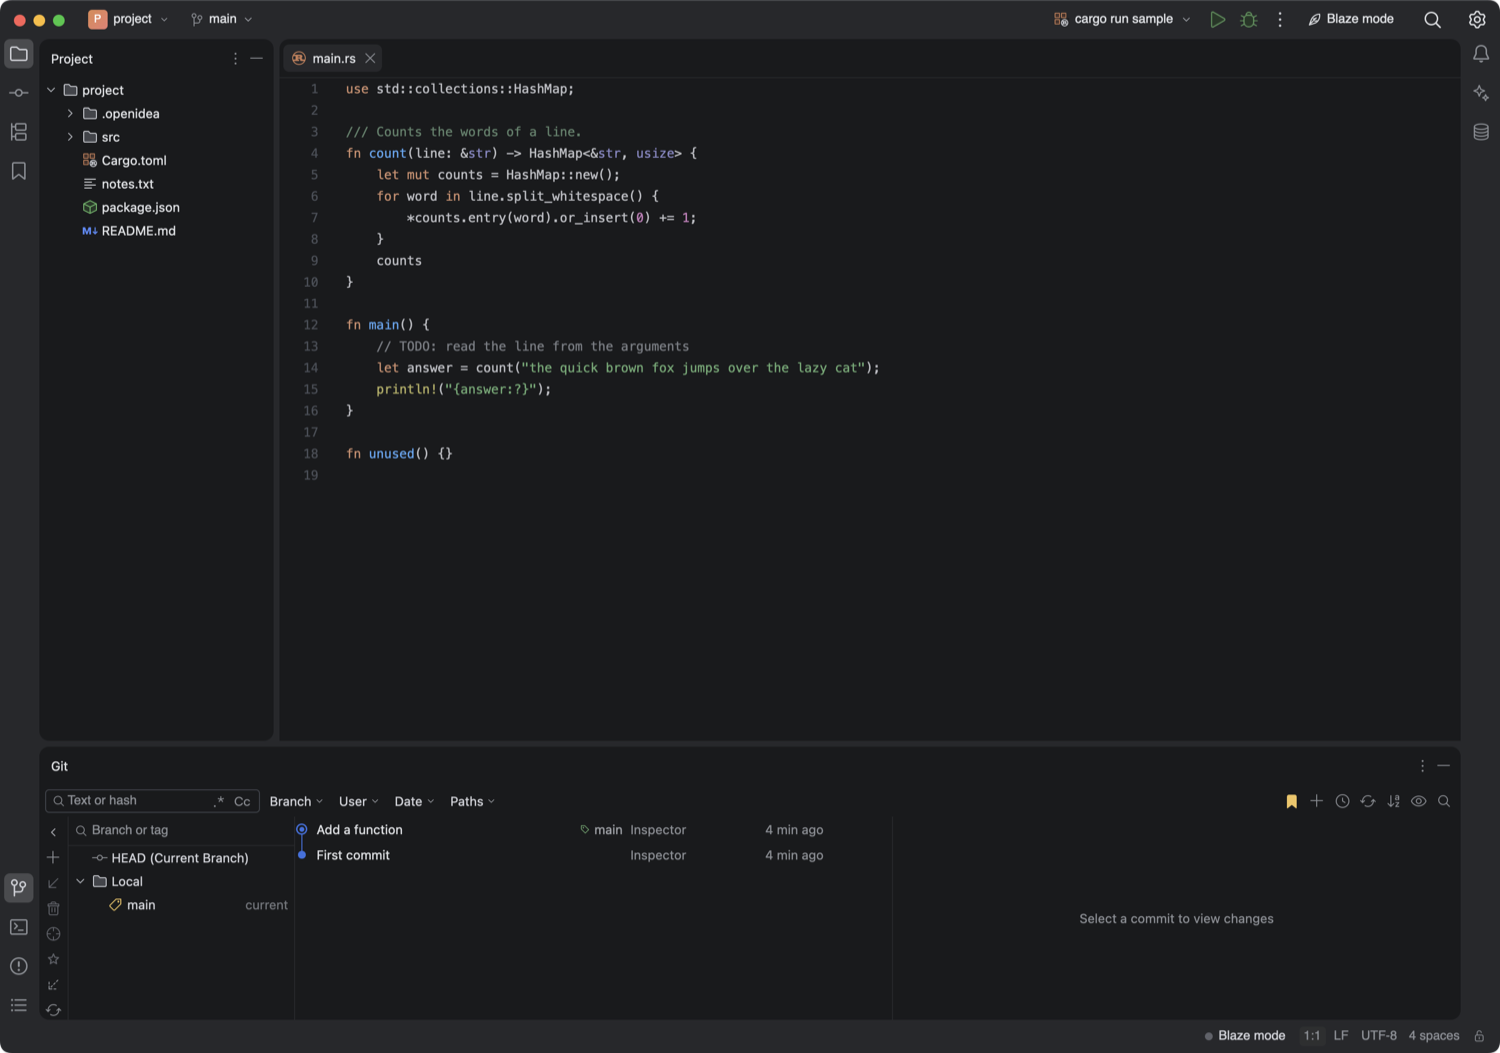 P project main cargo run sample Blaze mode
Project
project
.openidea
src
Cargo.toml
notes.txt
package.json
M↓ README.md
main.rs
1 use std::collections::HashMap;
2
3 /// Counts the words of a line.
4 fn count(line: &str) -> HashMap<&str, usize> {
5 let mut counts = HashMap::new();
6 for word in line.split_whitespace() {
7 *counts.entry(word).or_insert(0) += 1;
8 }
9 counts
10 }
11
12 fn main() {
13 // TODO: read the line from the arguments
14 let answer = count("the quick brown fox jumps over the lazy cat");
15 println!("{answer:?}");
16 }
17
18 fn unused() {}
19
Git
Text or hash .* Cc Branch User Date Paths
Branch or tag
HEAD (Current Branch)
Local
main current
Add a function main Inspector 4 min ago
First commit Inspector 4 min ago
Select a commit to view changes
Blaze mode 1:1 LF UTF-8 4 spaces